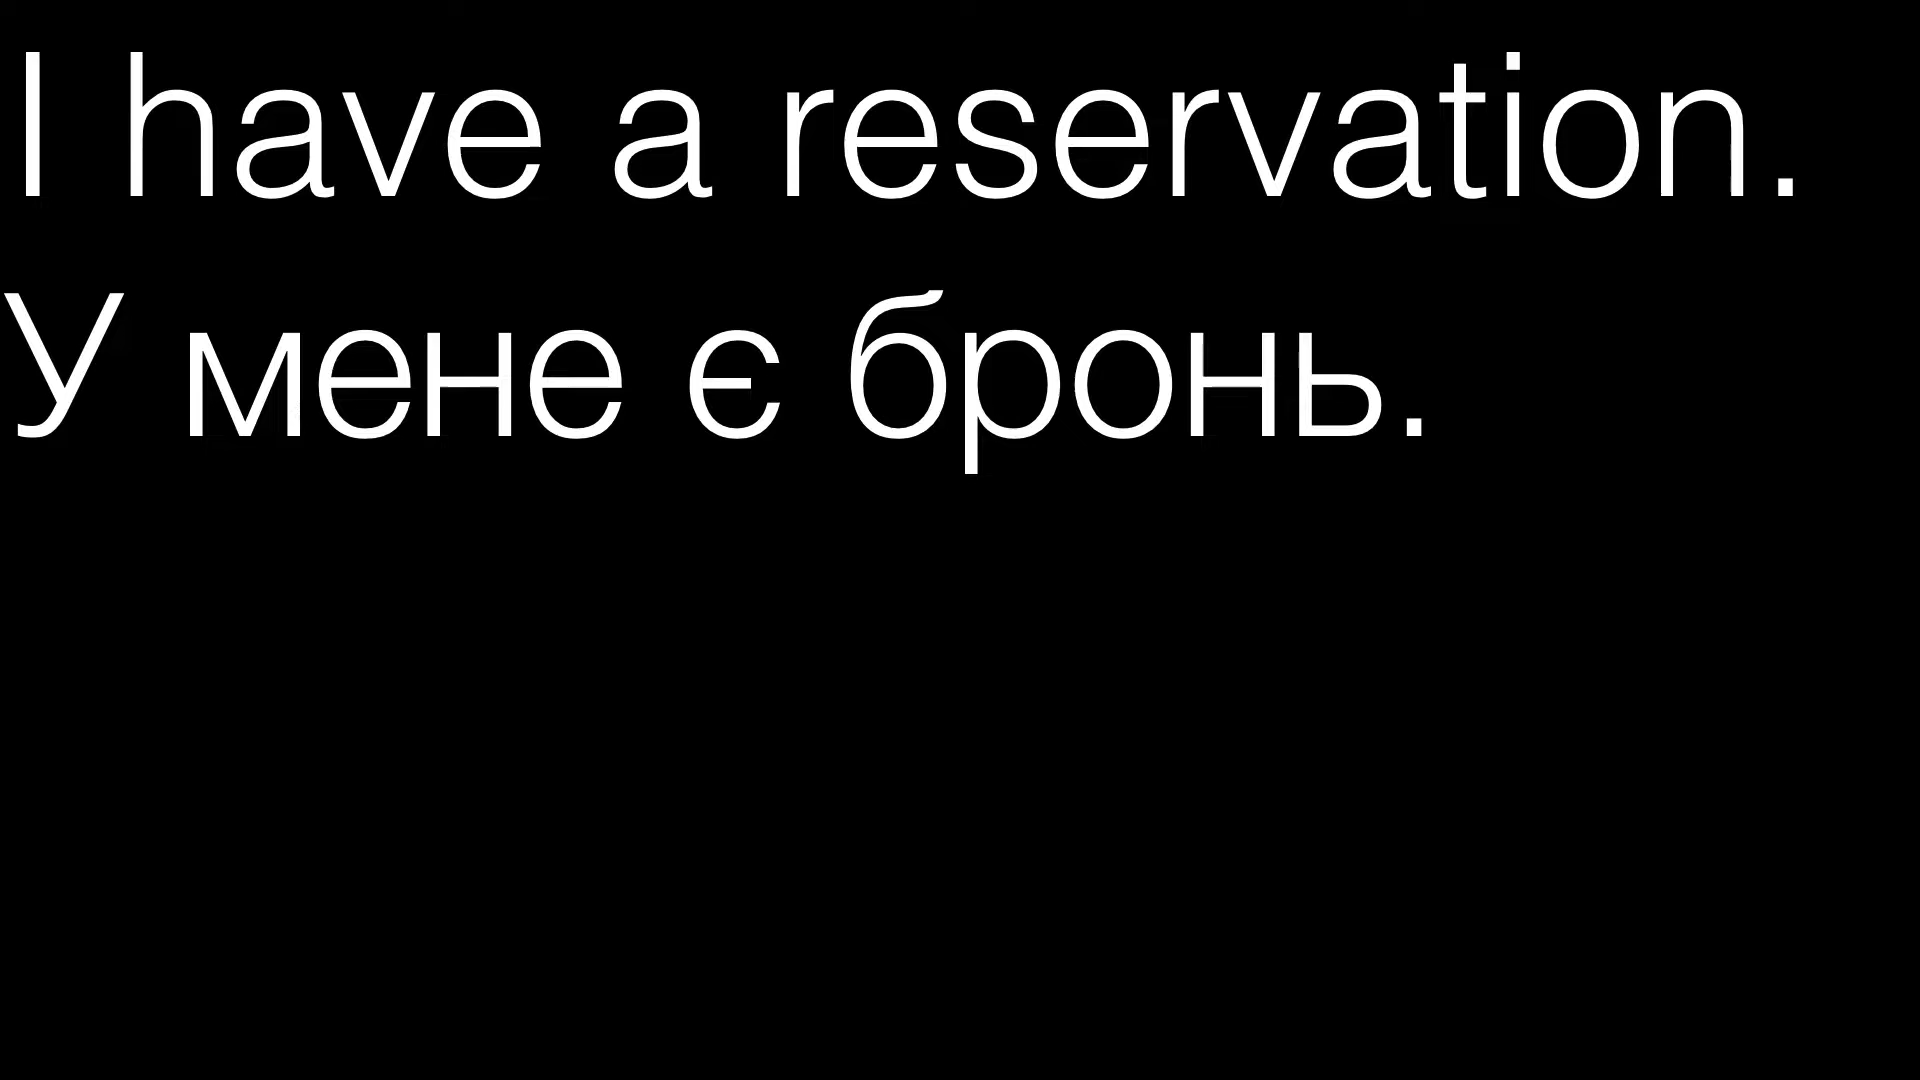 I have a reservation.
У мене є бронь.